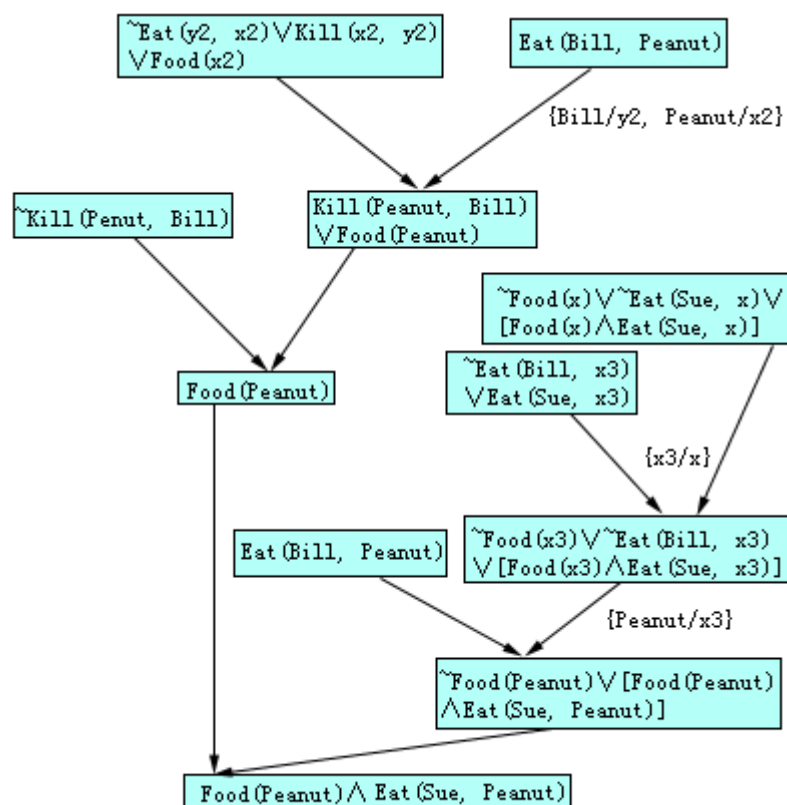 ~Eat(y2, x2)∨Kill(x2, y2)
∨Food(x2)
Eat(Bill, Peanut)
{Bill/y2, Peanut/x2}
~Kill(Penut, Bill)
Kill(Peanut, Bill)
∨Food(Peanut)
~Food(x)∨~Eat(Sue, x)∨
[Food(x)∧Eat(Sue, x)]
Food(Peanut)
~Eat(Bill, x3)
∨Eat(Sue, x3)
{x3/x}
Eat(Bill, Peanut)
~Food(x3)∨~Eat(Bill, x3)
∨[Food(x3)∧Eat(Sue, x3)]
{Peanut/x3}
~Food(Peanut)∨[Food(Peanut)
∧Eat(Sue, Peanut)]
Food(Peanut)∧ Eat(Sue, Peanut)